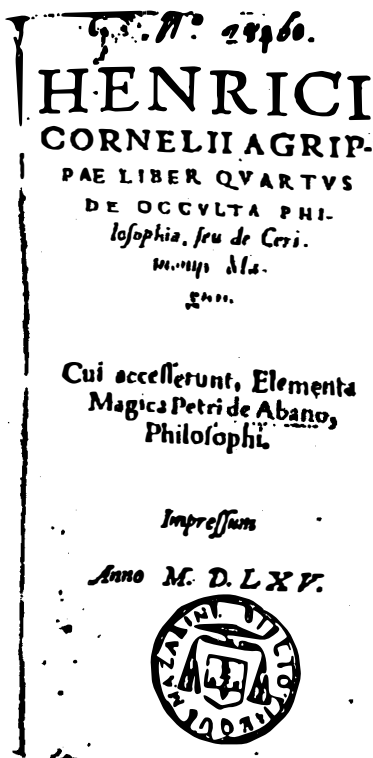 HENRICI
CORNELII AGRIP-
PAE LIBER QVARTVS
DE OCCVLTA PHI-
loſophia, ſeu de Ceri-
Cui acceſſerunt, Elementa
Magica Petri de Abano,
Philoſophi.
Impreſſum
Anno M. D. LXV.